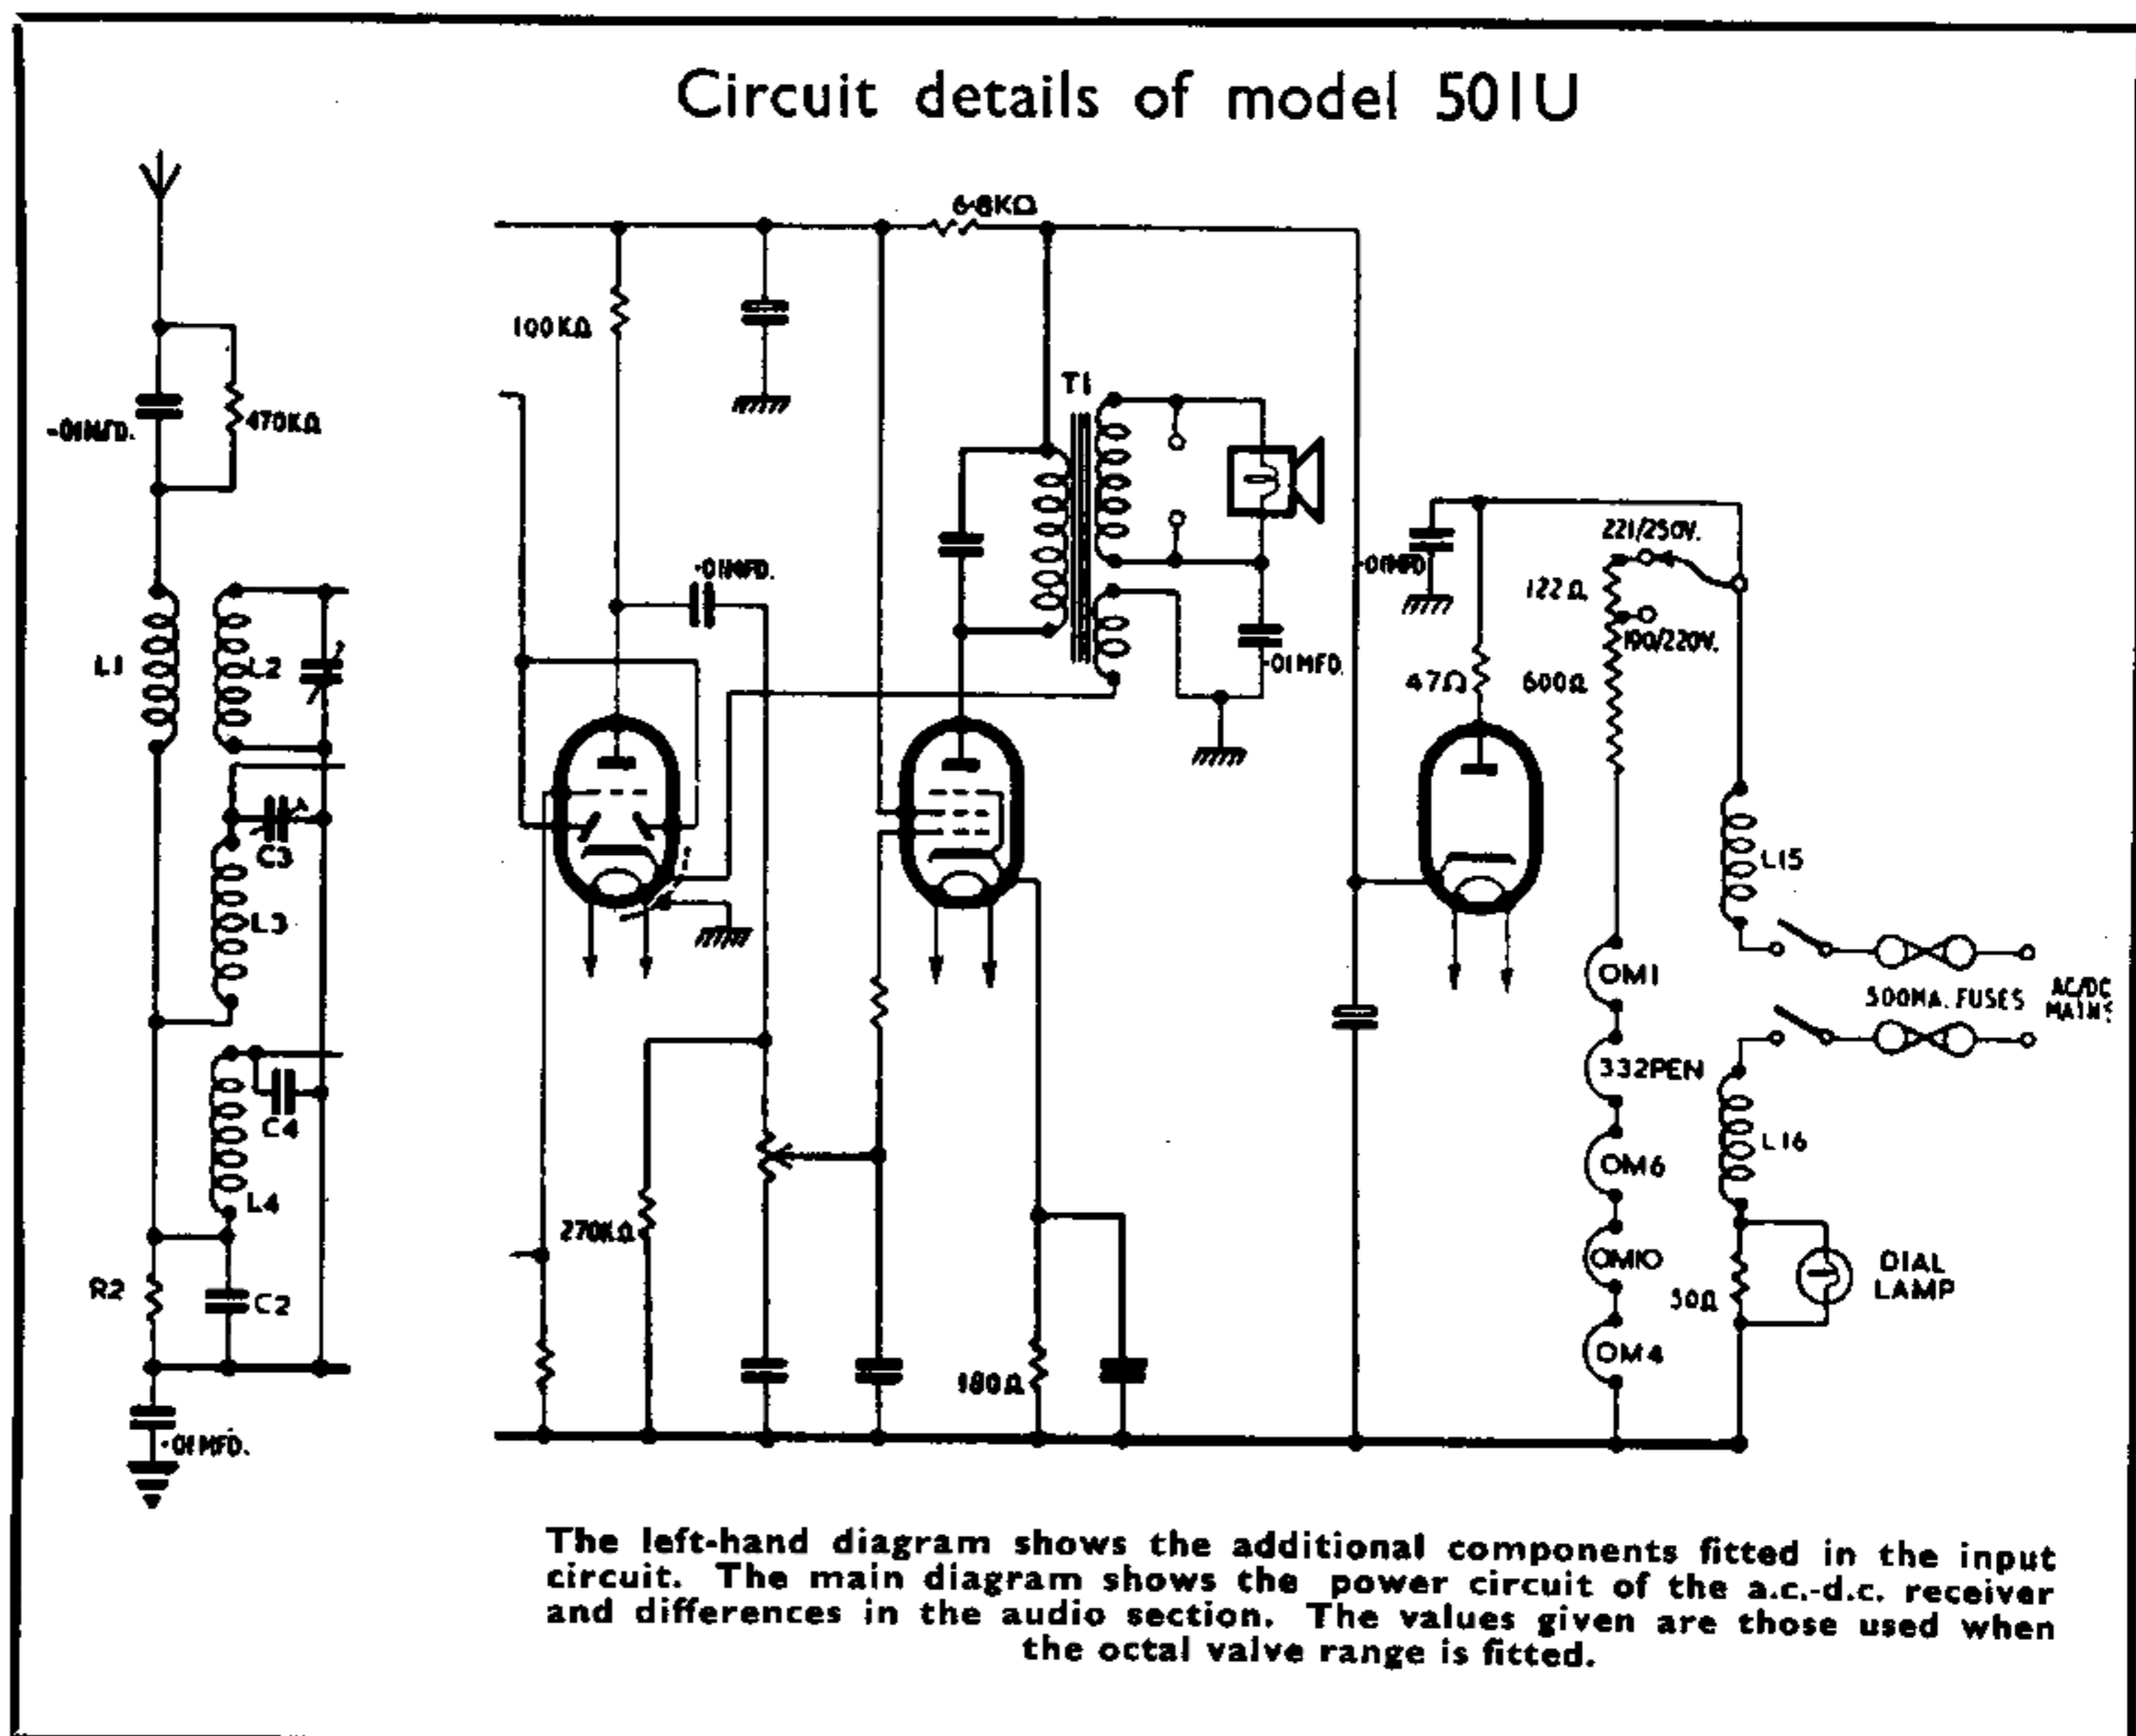 Circuit details of model 501U
6·8KΩ
100KΩ
470KΩ
·01MFD.
T1
·01MFD.
221/250V.
·01MFD
122Ω
190/220V.
L1
L2
·01MFD.
47Ω
600Ω
C3
L15
L3
OM1
500MA. FUSES
AC/DC
MAINS
332PEN
C4
L16
OM6
L4
270KΩ
OM10
DIAL
LAMP
R2
C2
50Ω
OM4
180Ω
·01MFD.
The left-hand diagram shows the additional components fitted in the input
circuit. The main diagram shows the power circuit of the a.c.-d.c. receiver
and differences in the audio section. The values given are those used when
the octal valve range is fitted.